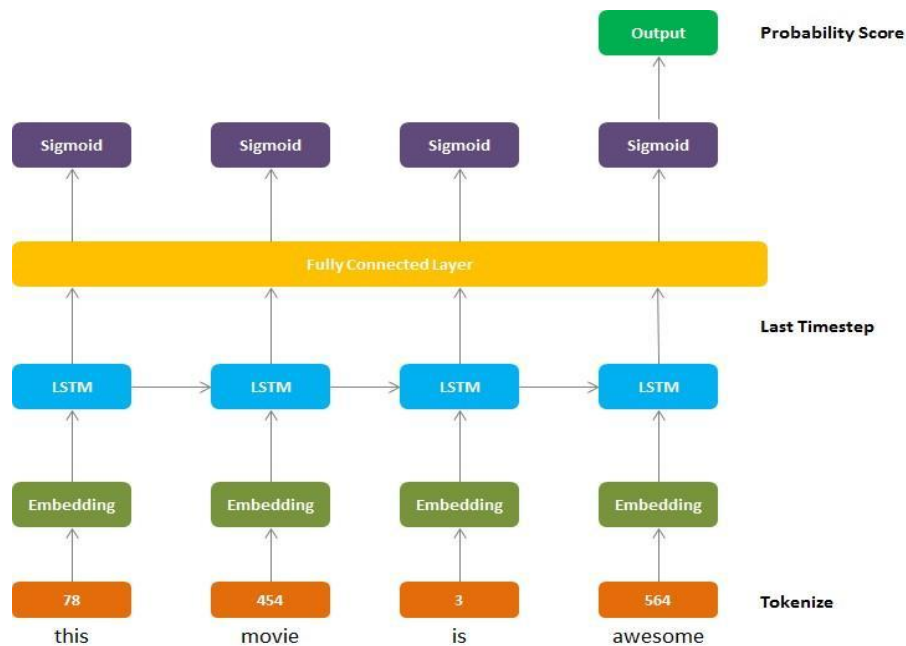 Output Probability Score
Sigmoid Sigmoid Sigmoid Sigmoid
Fully Connected Layer
Last Timestep
LSTM LSTM LSTM LSTM
Embedding Embedding Embedding Embedding
78 454 3 564 Tokenize
this movie is awesome